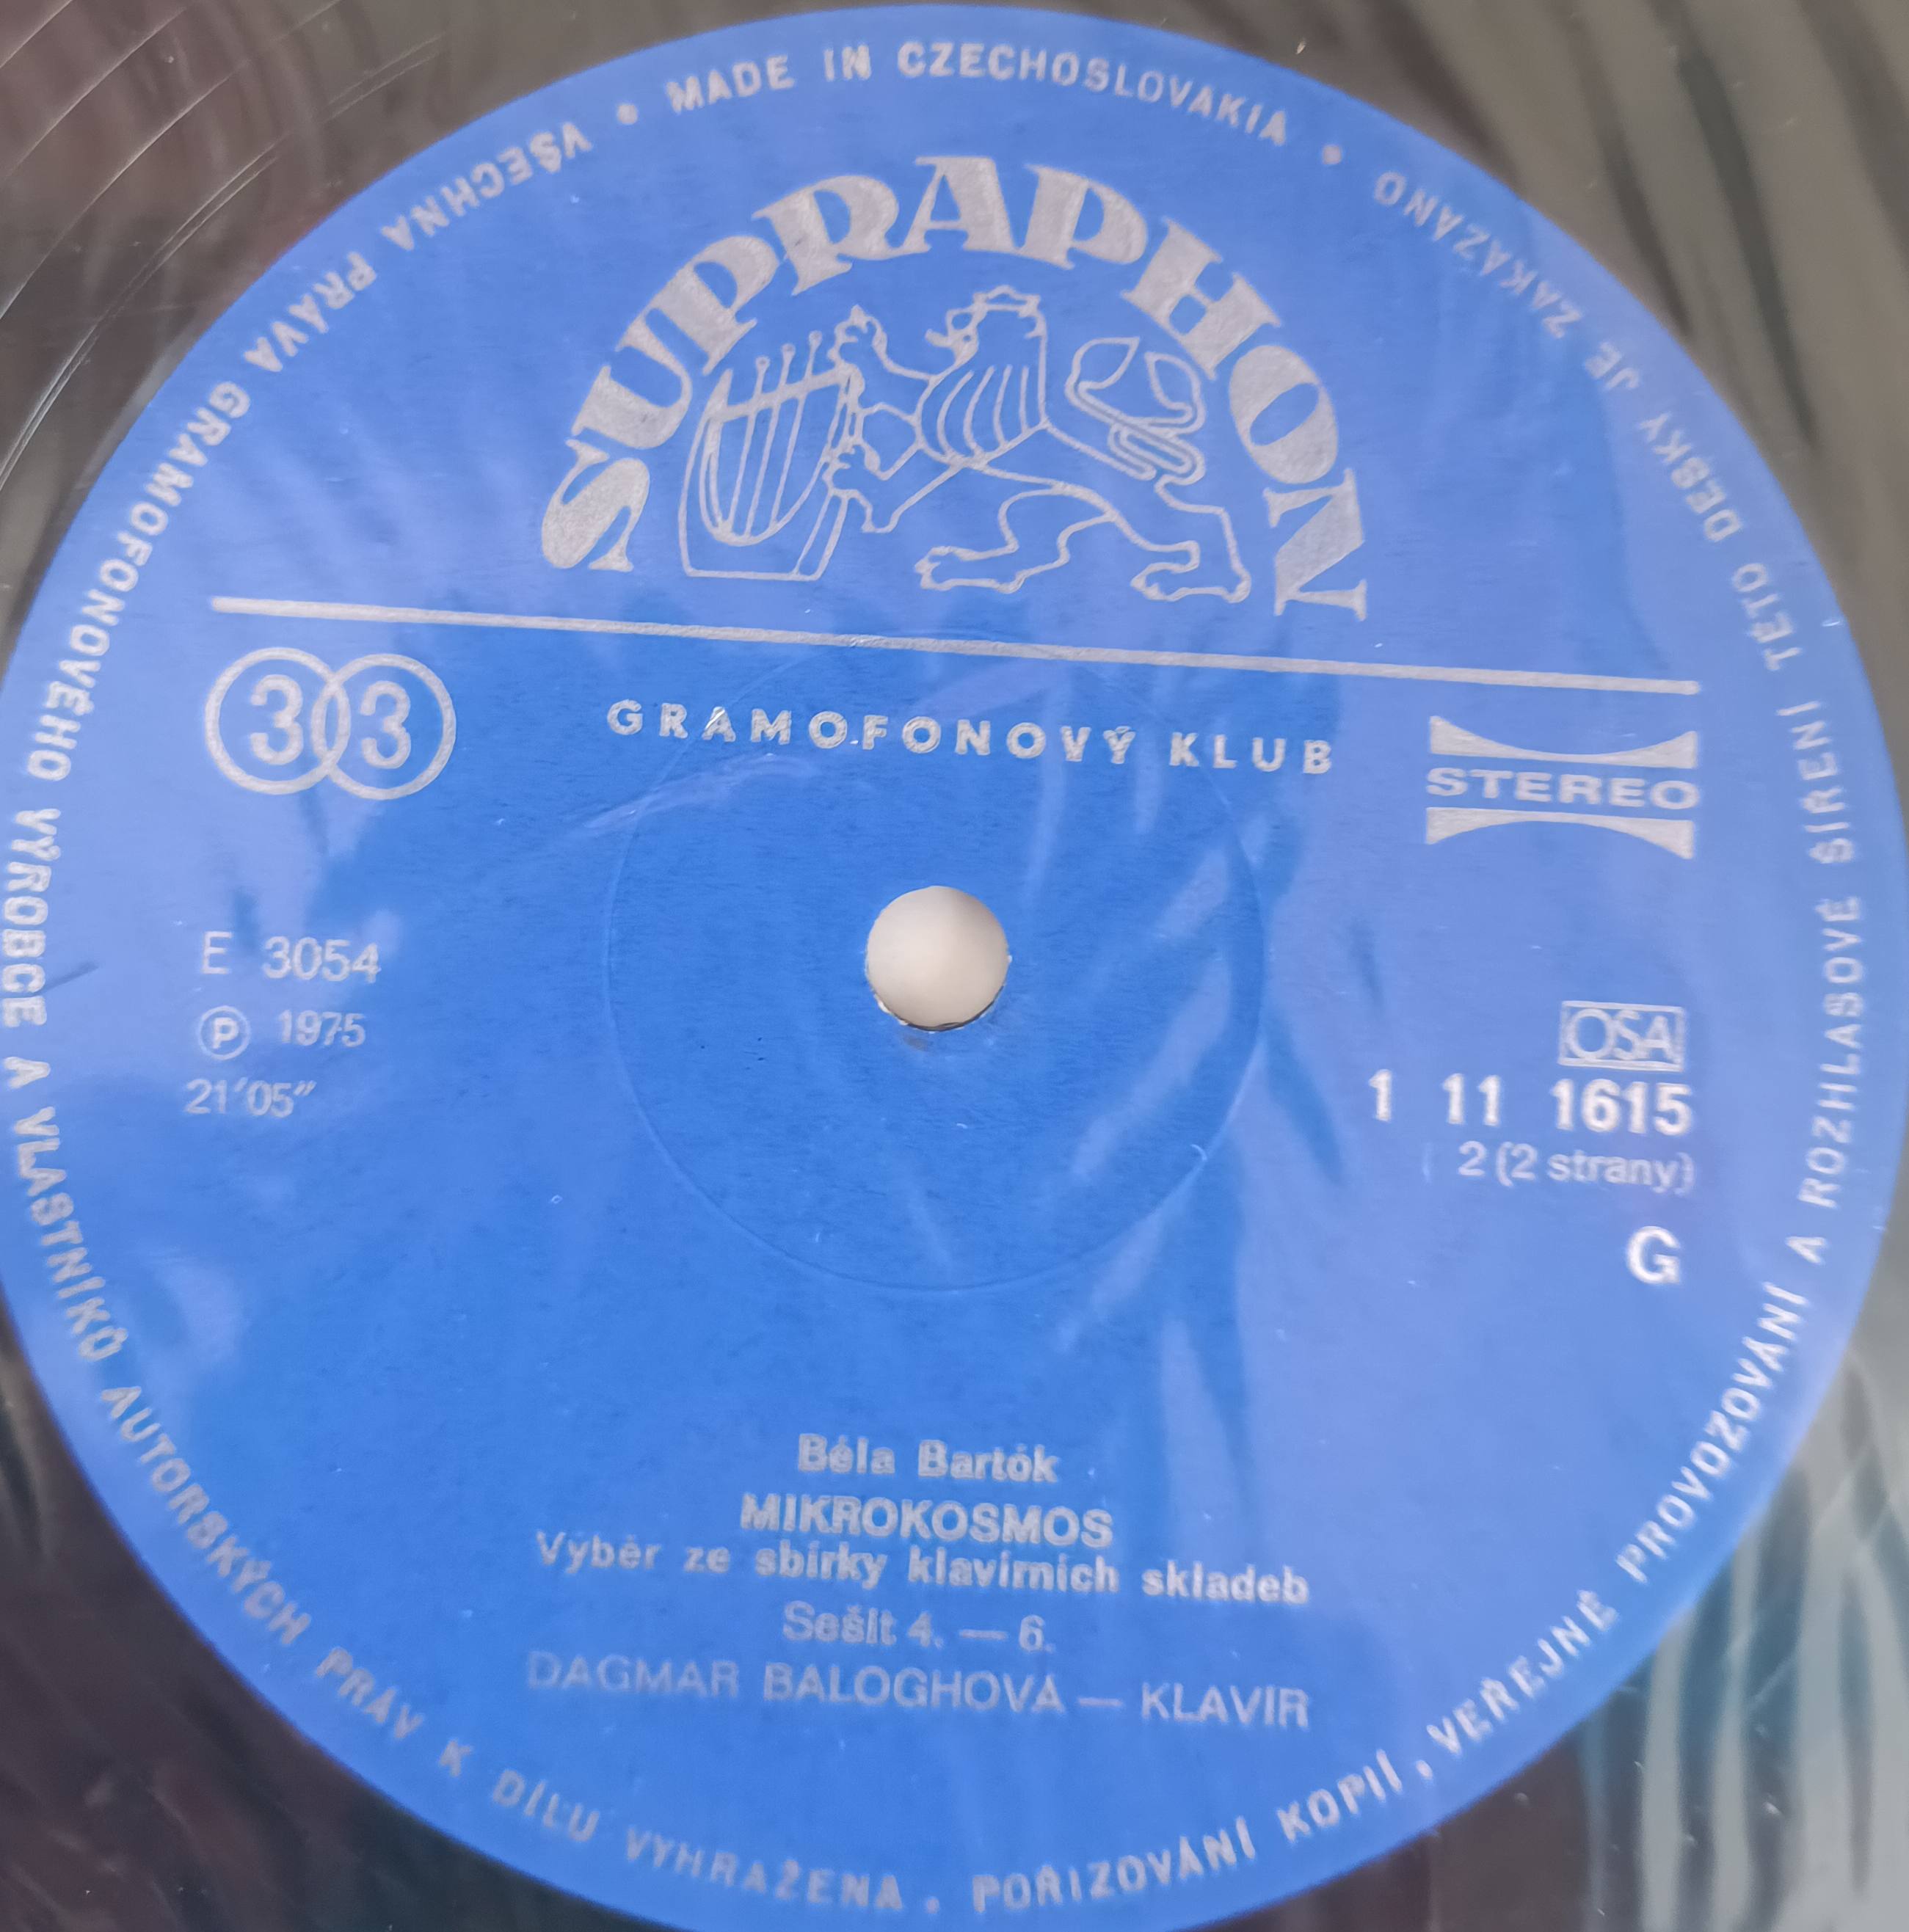 MADE IN CZECHOSLOVAKIA •
VŠECHNA PRÁVA GRAMOFONOVÉHO VÝROBCE A VLASTNÍKŮ AUTORSKÝCH PRÁV K DÍLU VYHRAŽENA . POŘIZOVÁNÍ KOPIÍ, VEŘEJNÉ PROVOZOVÁNÍ A ROZHLASOVÉ ŠÍŘENÍ TÉTO DESKY JE ZAKÁZÁNO •
SUPRAPHON
33
GRAMOFONOVÝ KLUB
STEREO
E 3054
℗ 1975
21'05"
OSA
1 11 1615
2 (2 strany)
G
Béla Bartók
MIKROKOSMOS
Výběr ze sbírky klavírních skladeb
Sešit 4. — 6.
DAGMAR BALOGHOVÁ — KLAVÍR